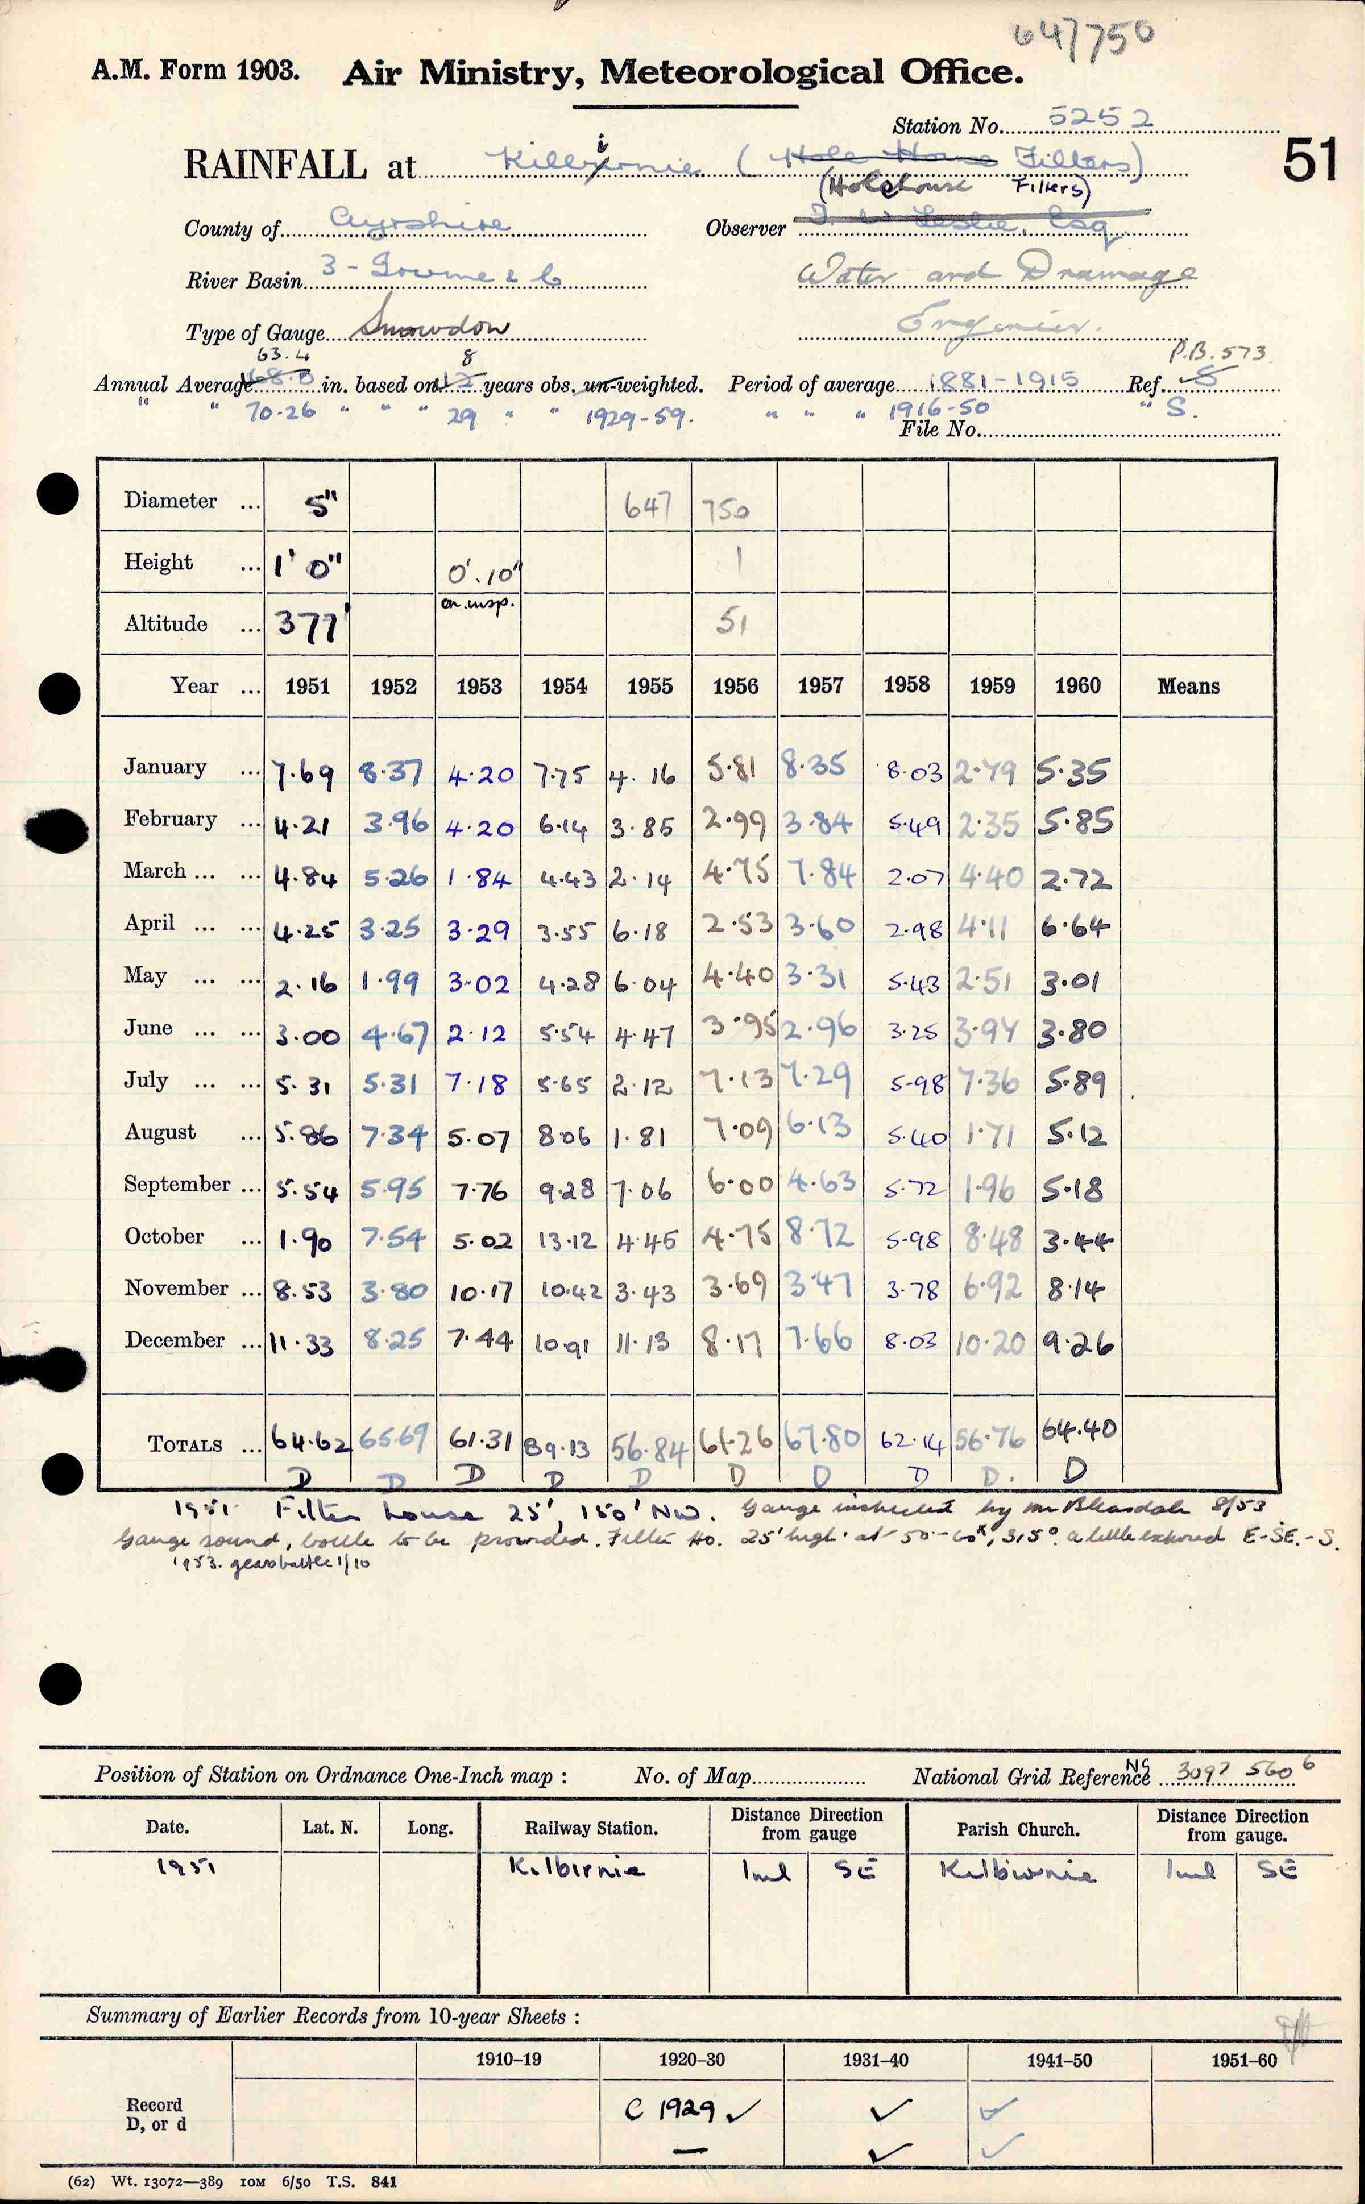 647750
A.M. Form 1903. Air Ministry, Meteorological Office.
Station No. 5252
51
RAINFALL at Kilbirnie (Hole House Filters)
(Holehouse Filters)
County of Ayrshire Observer Leslie, Esq
River Basin 3 - Water and Drainage
Type of Gauge Snowdon Engineer.
63.4 8 P.B. 573
Annual Average 68.0 in. based on 12 years obs. un-weighted. Period of average 1881-1915 Ref. S
" " 70.26 " " " 29 " " 1929-59. " " " 1916-50 " S.
File No.
Diameter ... 5" 647 750
Height ... 1' 0" 0'.10" 1
on insp.
Altitude ... 377' 51
Year ... 1951 1952 1953 1954 1955 1956 1957 1958 1959 1960 Means
January ... 7.69 8.37 4.20 7.75 4.16 5.81 8.35 8.03 2.79 5.35
February ... 4.21 3.96 4.20 6.14 3.85 2.99 3.84 5.49 2.35 5.85
March ... ... 4.84 5.26 1.84 4.43 2.14 4.75 7.84 2.07 4.40 2.72
April ... ... 4.25 3.25 3.29 3.55 6.18 2.53 3.60 2.98 4.11 6.64
May ... ... 2.16 1.99 3.02 4.28 6.04 4.40 3.31 5.43 2.51 3.01
June ... ... 3.00 4.67 2.12 5.54 4.47 3.95 2.96 3.25 3.94 3.80
July ... ... 5.31 5.31 7.18 5.65 2.12 7.13 7.29 5.98 7.36 5.89
August ... 5.86 7.34 5.07 8.06 1.81 7.09 6.13 5.40 1.71 5.12
September ... 5.54 5.95 7.76 9.28 7.06 6.00 4.63 5.72 1.96 5.18
October ... 1.90 7.54 5.02 13.12 4.45 4.75 8.72 5.98 8.48 3.44
November ... 8.53 3.80 10.17 10.42 3.43 3.69 3.47 3.78 6.92 8.14
December ... 11.33 8.25 7.44 10.91 11.13 8.17 7.66 8.03 10.20 9.26
TOTALS ... 64.62 65.69 61.31 89.13 56.84 61.26 67.80 62.14 56.76 64.40
D D D D D D D D D. D
1951 Filter house 25', 150' NW. Gauge inspected by Mr Bleasdale 8/53
Gauge sound, bottle to be provided. Filter Ho. 25' high at 50-60°, 315° a little exposed E-SE.-S.
1953. 1/10
Position of Station on Ordnance One-Inch map : No. of Map National Grid Reference NS 3097 5606
Date. Lat. N. Long. Railway Station. Distance Direction from gauge Parish Church. Distance Direction from gauge.
1951 Kilbirnie 1ml SE Kilbirnie 1ml SE
Summary of Earlier Records from 10-year Sheets :
1910-19 1920-30 1931-40 1941-50 1951-60
Record C 1929 ✓ ✓ ✓
D, or d — ✓ ✓
(62) Wt. 13072—389 10M 6/50 T.S. 841